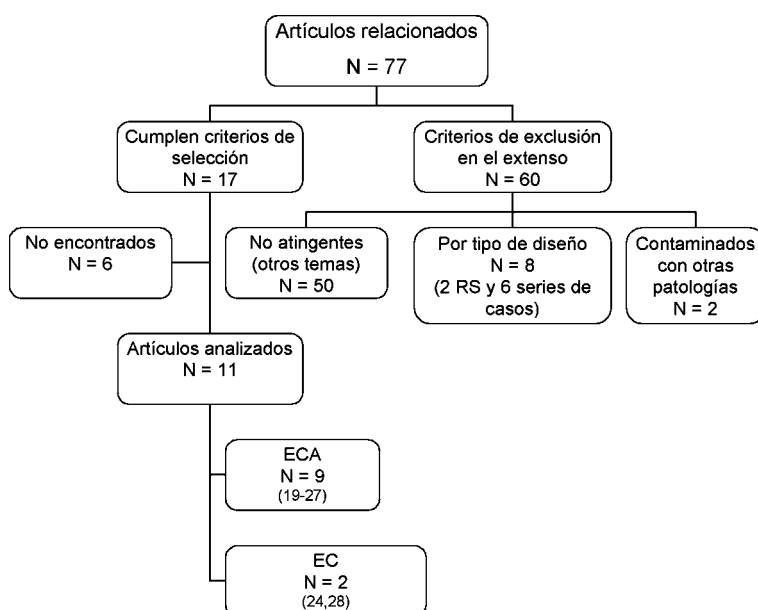 Artículos relacionados
N = 77
Cumplen criterios de
selección
N = 17
Criterios de exclusión
en el extenso
N = 60
No encontrados
N = 6
No atingentes
(otros temas)
N = 50
Por tipo de diseño
N = 8
(2 RS y 6 series de
casos)
Contaminados
con otras
patologías
N = 2
Artículos analizados
N = 11
ECA
N = 9
(19-27)
EC
N = 2
(24,28)